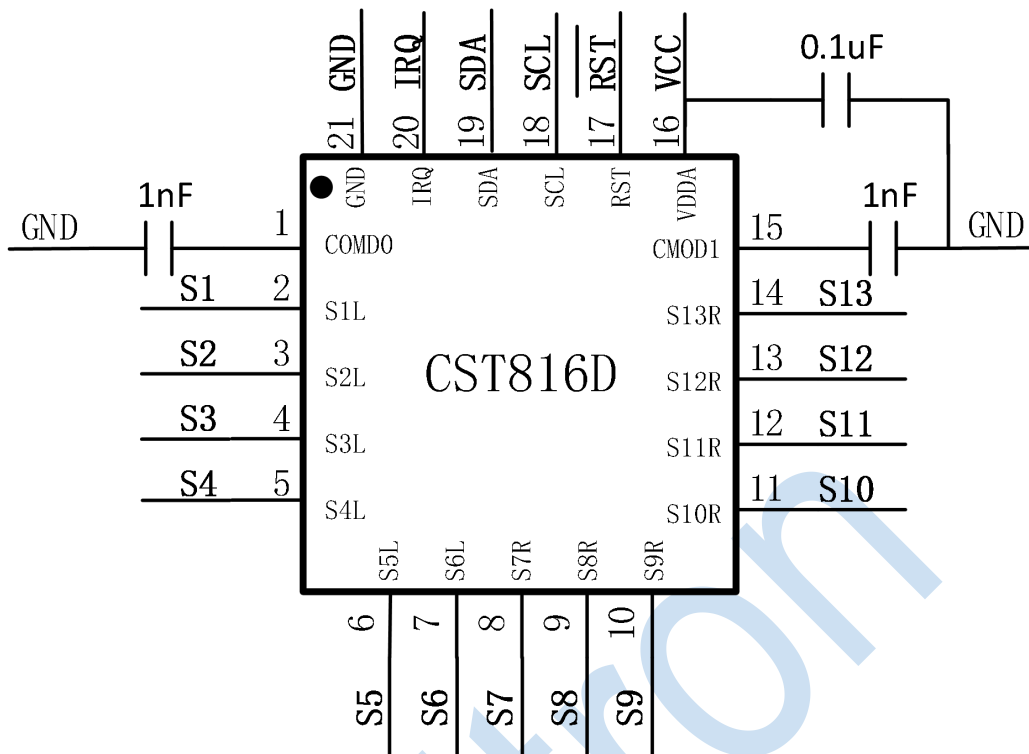 GND IRQ SDA SCL RST VCC 0.1uF
21 20 19 18 17 16
GND IRQ SDA SCL RST VDDA
1nF 1nF
GND 1 COMD0 CMOD1 15 GND
S1 2 S1L S13R 14 S13
S2 3 S2L S12R 13 S12
CST816D
S3 4 S3L S11R 12 S11
S4 5 S4L S10R 11 S10
S5L S6L S7R S8R S9R
6 7 8 9 10
S5 S6 S7 S8 S9
tron